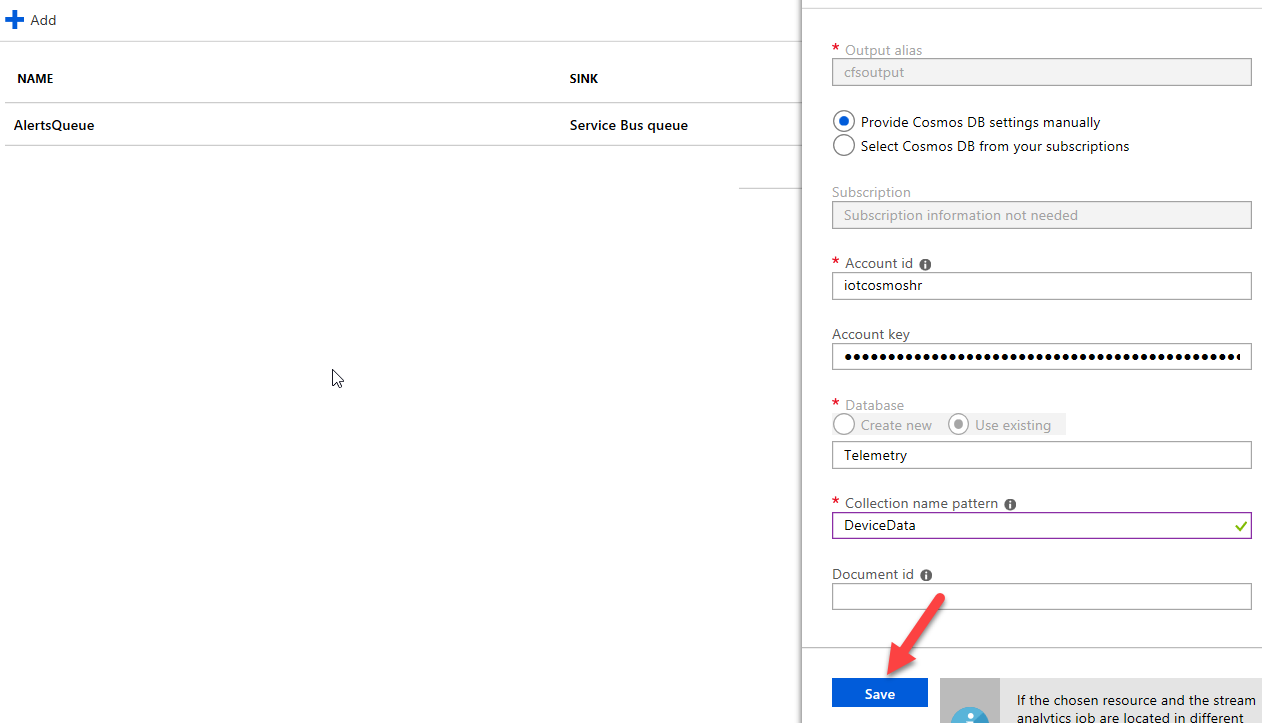 Add
NAME
SINK
AlertsQueue
Service Bus queue
* Output alias
cfsoutput
Provide Cosmos DB settings manually
Select Cosmos DB from your subscriptions
Subscription
Subscription information not needed
* Account id
iotcosmoshr
Account key
* Database
Create new
Use existing
Telemetry
* Collection name pattern
DeviceData
Document id
Save
If the chosen resource and the stream
analytics job are located in different